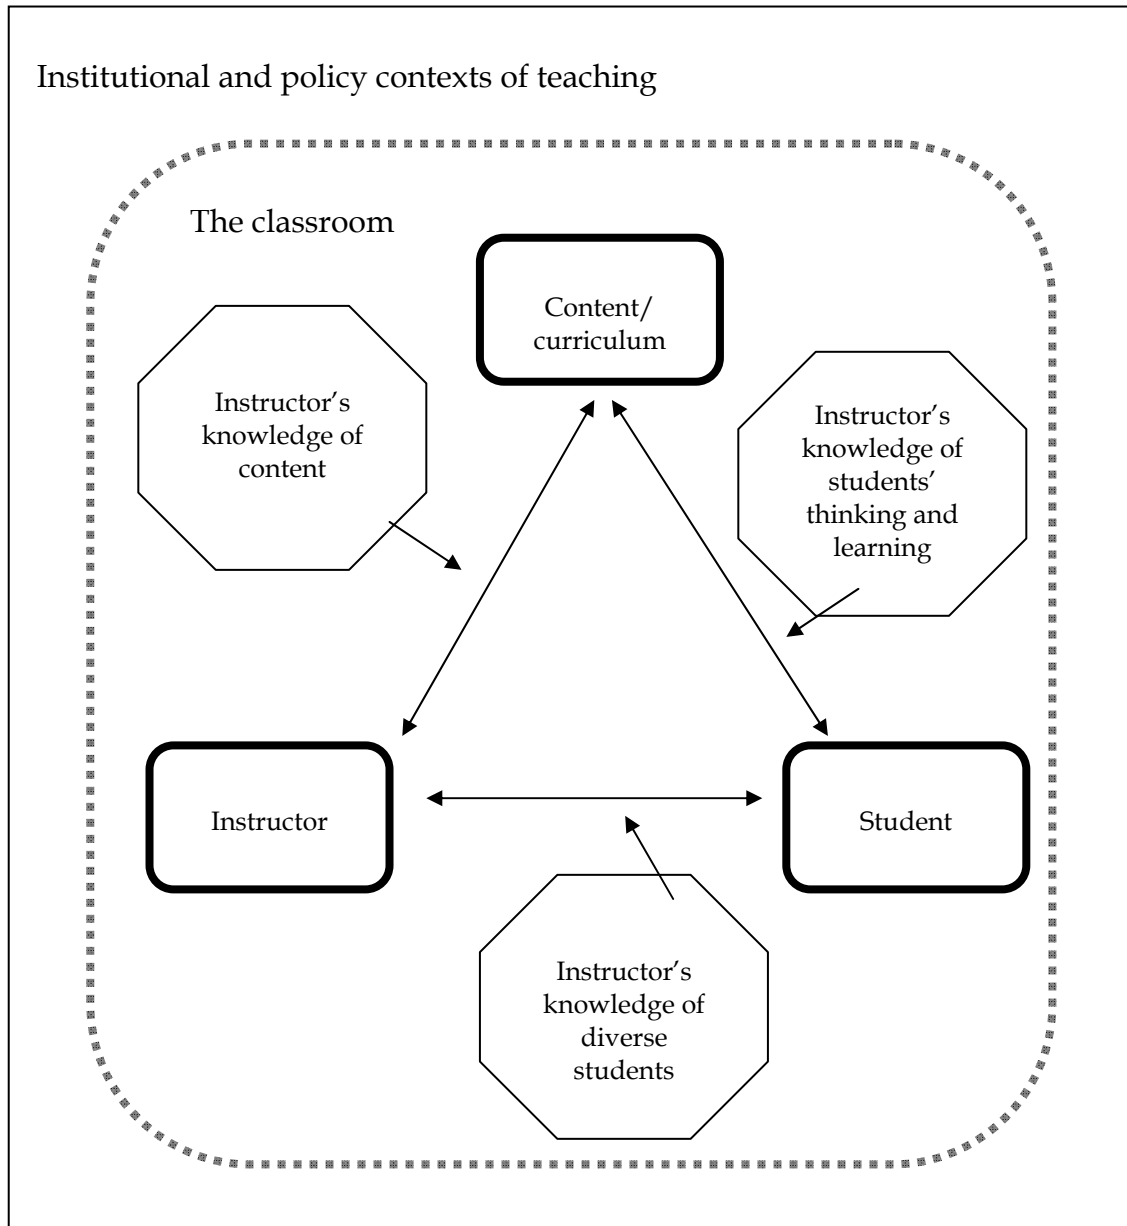 Institutional and policy contexts of teaching
The classroom
Content/
curriculum
Instructor’s
knowledge of
content
Instructor’s
knowledge of
students’
thinking and
learning
Instructor
Student
Instructor’s
knowledge of
diverse
students